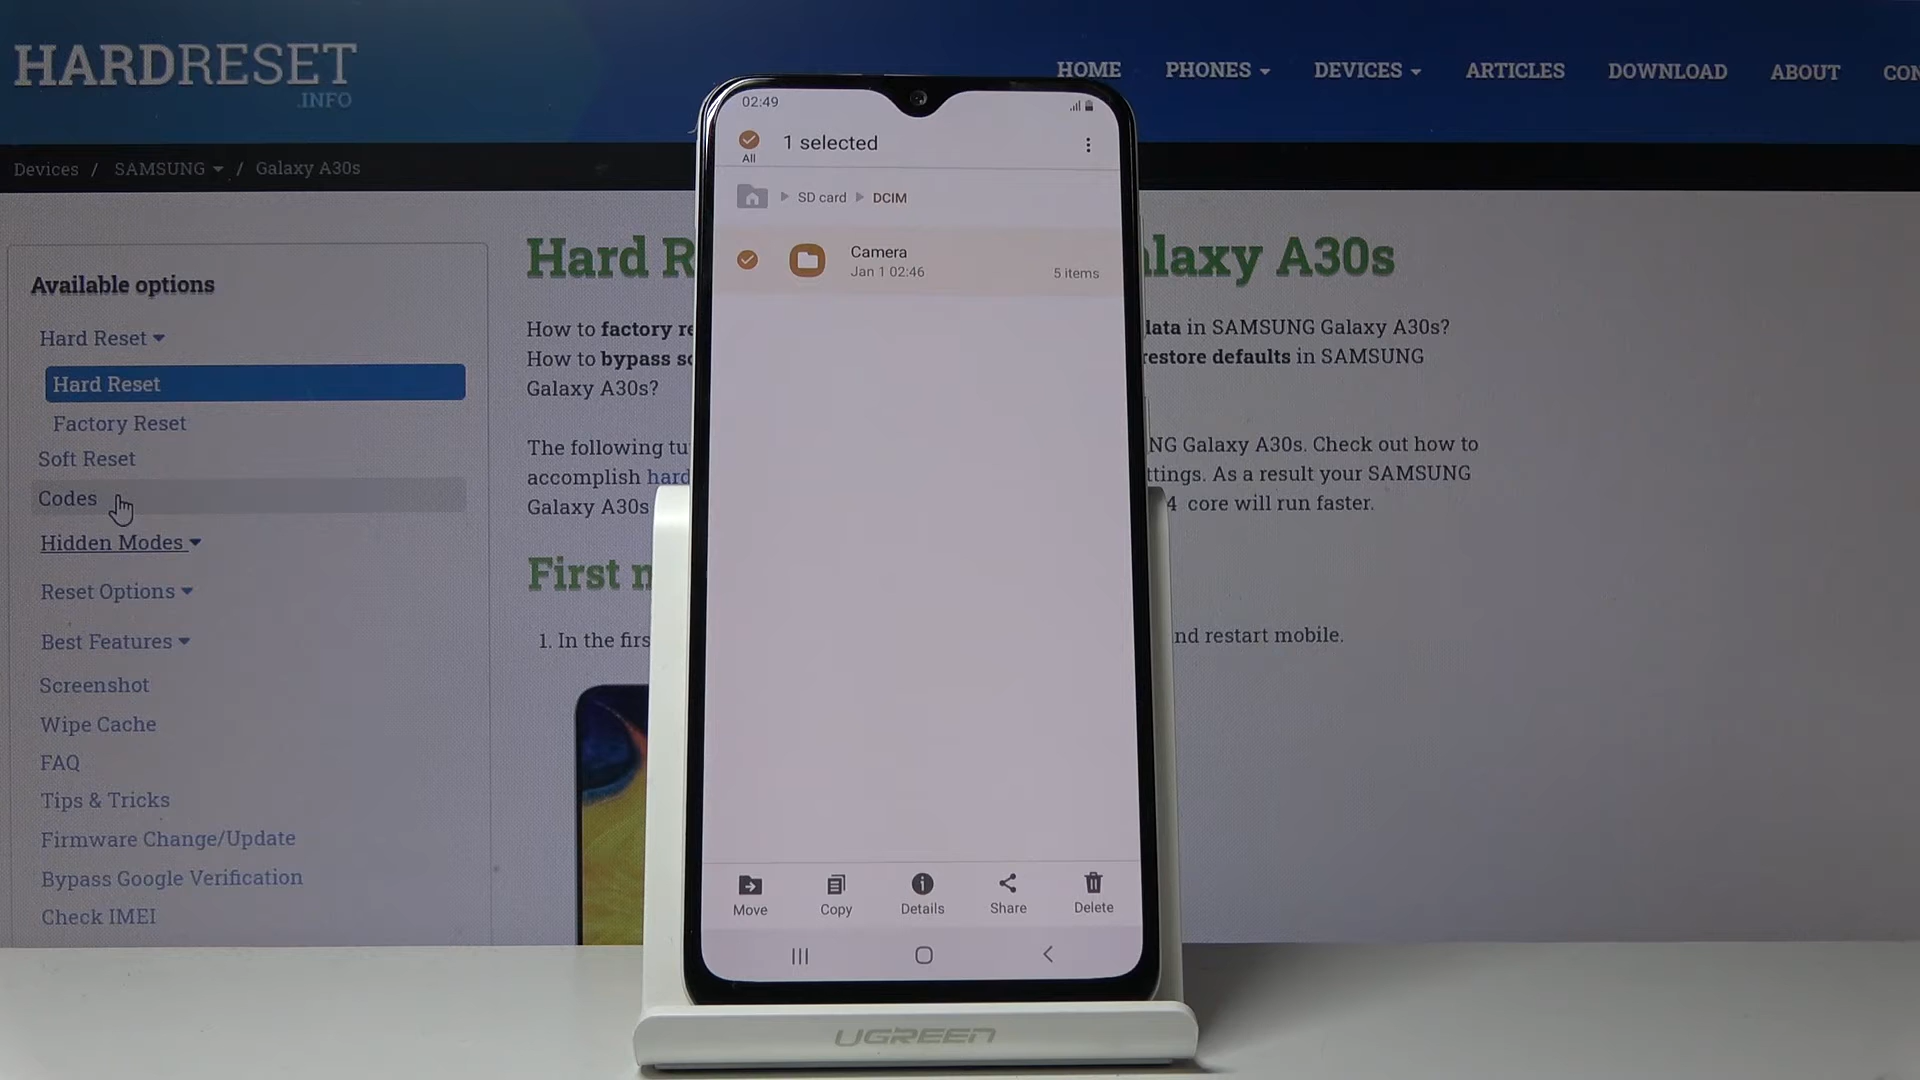 HARDRESET
.INFO
HOME PHONES DEVICES ARTICLES DOWNLOAD ABOUT CON
Devices / SAMSUNG / Galaxy A30s
Available options
Hard Reset
Hard Reset
Factory Reset
Soft Reset
Codes
Hidden Modes
Reset Options
Best Features
Screenshot
Wipe Cache
FAQ
Tips & Tricks
Firmware Change/Update
Bypass Google Verification
Check IMEI
Hard R
alaxy A30s
How to factory re
data in SAMSUNG Galaxy A30s?
How to bypass sc
restore defaults in SAMSUNG
Galaxy A30s?
The following tu
NG Galaxy A30s. Check out how to
accomplish hard
ttings. As a result your SAMSUNG
Galaxy A30s
4 core will run faster.
First m
1. In the firs
nd restart mobile.
02:49
All
1 selected
SD card DCIM
Camera
Jan 1 02:46
5 items
Move Copy Details Share Delete
UGREEN